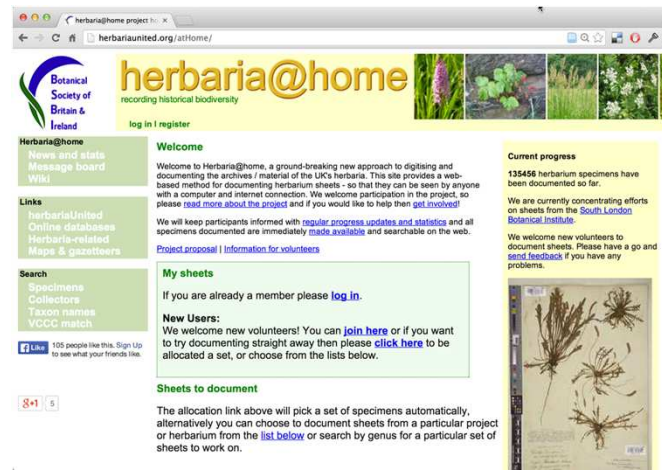 herbaria@home project ho
herbariaunited.org/atHome/
Botanical
Society of
Britain &
Ireland
herbaria@home
recording historical biodiversity
log in | register
Herbaria@home
News and stats
Message board
Wiki
Links
herbariaUnited
Online databases
Herbaria-related
Maps & gazetteers
Search
Specimens
Collectors
Taxon names
VCCC match
Like
105 people like this. Sign Up
to see what your friends like.
g+1 5
Welcome
Welcome to Herbaria@home, a ground-breaking new approach to digitising and
documenting the archives / material of the UK's herbaria. This site provides a web-
based method for documenting herbarium sheets - so that they can be seen by anyone
with a computer and internet connection. We welcome participation in the project, so
please read more about the project and if you would like to help then get involved!
We will keep participants informed with regular progress updates and statistics and all
specimens documented are immediately made available and searchable on the web.
Project proposal | Information for volunteers
My sheets
If you are already a member please log in.
New Users:
We welcome new volunteers! You can join here or if you want
to try documenting straight away then please click here to be
allocated a set, or choose from the lists below.
Sheets to document
The allocation link above will pick a set of specimens automatically,
alternatively you can choose to document sheets from a particular project
or herbarium from the list below or search by genus for a particular set of
sheets to work on.
Current progress
135456 herbarium specimens have
been documented so far.
We are currently concentrating efforts
on sheets from the South London
Botanical Institute.
We welcome new volunteers to
document sheets. Please have a go and
send feedback if you have any
problems.